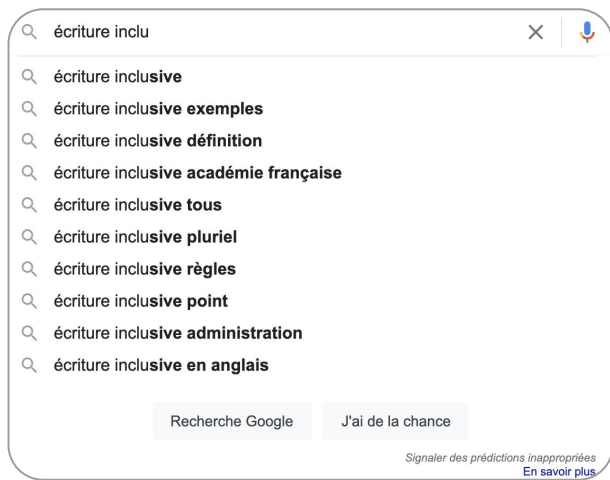 écriture inclu
écriture inclusive
écriture inclusive exemples
écriture inclusive définition
écriture inclusive académie française
écriture inclusive tous
écriture inclusive pluriel
écriture inclusive règles
écriture inclusive point
écriture inclusive administration
écriture inclusive en anglais
Recherche Google J'ai de la chance
Signaler des prédictions inappropriées
En savoir plus